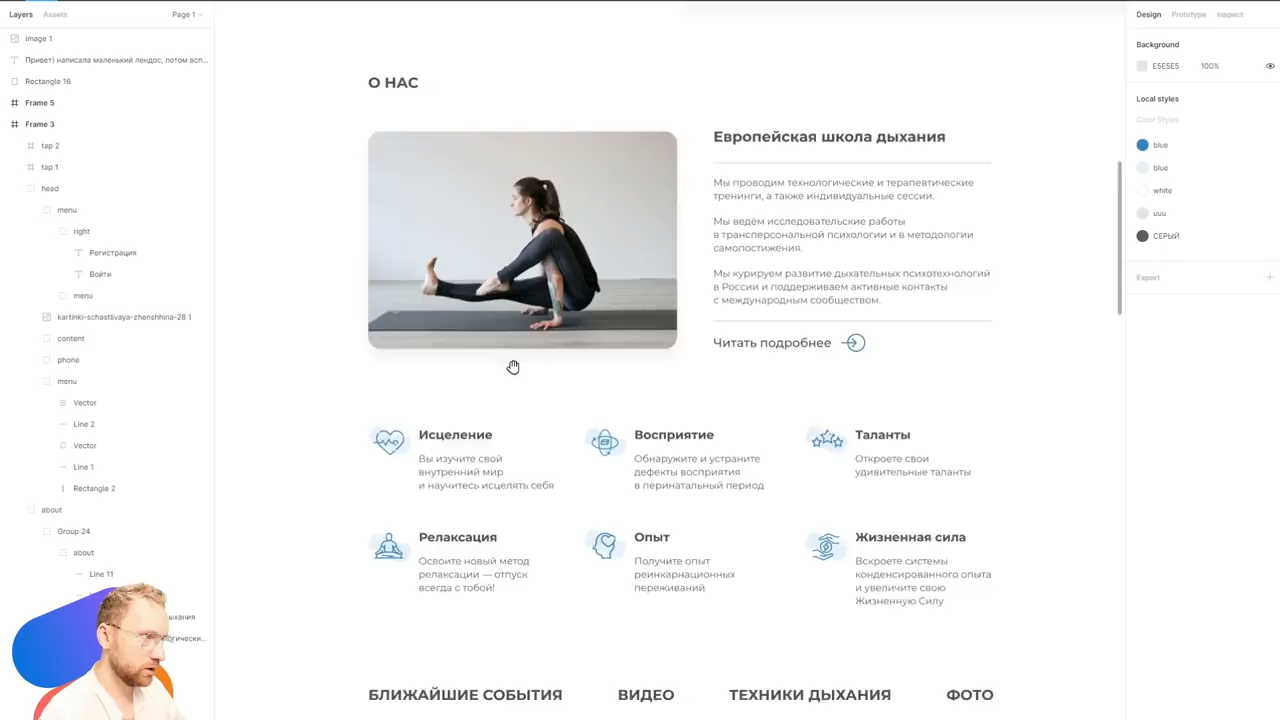 Layers
Assets
Page 1
image 1
Привет) написала маленький лендос, потом всп...
Rectangle 16
Frame 5
Frame 3
tap 2
tap 1
head
menu
right
Регистрация
Войти
menu
kartinki-schastlivaya-zhenshhina-28 1
content
phone
menu
Vector
Line 2
Vector
Line 1
Rectangle 2
about
Group 24
about
Line 11
О НАС
Европейская школа дыхания
Мы проводим технологические и терапевтические
тренинги, а также индивидуальные сессии.
Мы ведём исследовательские работы
в трансперсональной психологии и в методологии
самопостижения.
Мы курируем развитие дыхательных психотехнологий
в России и поддерживаем активные контакты
с международным сообществом.
Читать подробнее
Исцеление
Вы изучите свой
внутренний мир
и научитесь исцелять себя
Восприятие
Обнаружите и устраните
дефекты восприятия
в перинатальный период
Таланты
Откроете свои
удивительные таланты
Релаксация
Освоите новый метод
релаксации — отпуск
всегда с тобой!
Опыт
Получите опыт
реинкарнационных
переживаний
Жизненная сила
Вскроете системы
конденсированного опыта
и увеличите свою
Жизненную Силу
БЛИЖАЙШИЕ СОБЫТИЯ
ВИДЕО
ТЕХНИКИ ДЫХАНИЯ
ФОТО
Design
Prototype
Inspect
Background
E5E5E5
100%
Local styles
Color Styles
blue
blue
white
uuu
СЕРЫЙ
Export